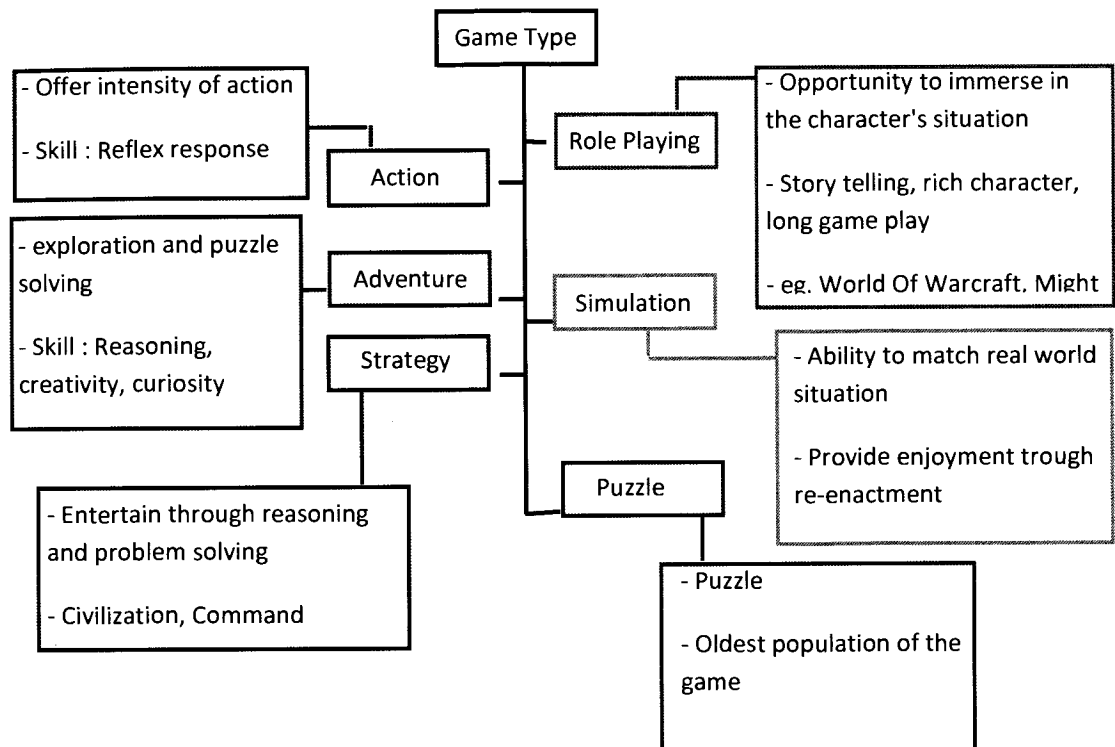 Game Type
- Offer intensity of action
- Skill : Reflex response
Action
- exploration and puzzle
solving
- Skill : Reasoning,
creativity, curiosity
Adventure
Strategy
- Entertain through reasoning
and problem solving
- Civilization, Command
Role Playing
- Opportunity to immerse in
the character's situation
- Story telling, rich character,
long game play
- eg. World Of Warcraft. Might
Simulation
- Ability to match real world
situation
- Provide enjoyment trough
re-enactment
Puzzle
- Puzzle
- Oldest population of the
game